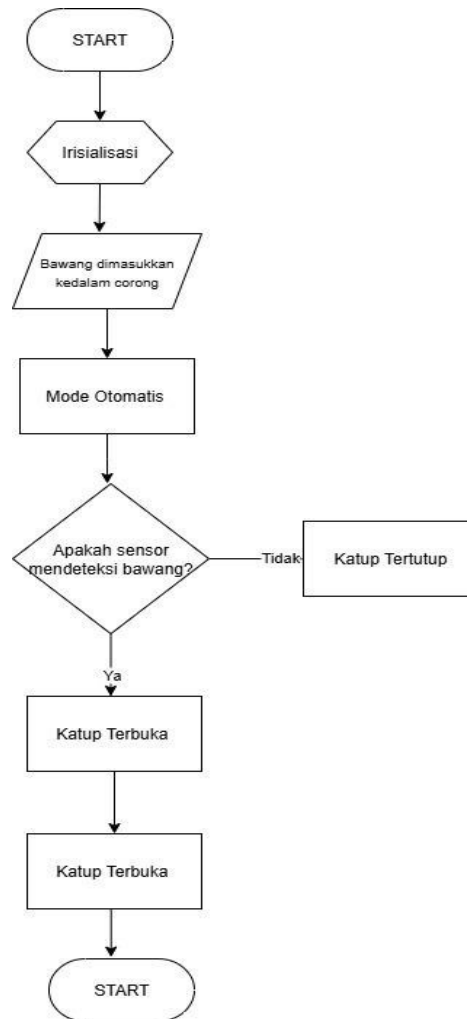 START
Irisialisasi
Bawang dimasukkan
kedalam corong
Mode Otomatis
Apakah sensor
mendeteksi bawang?
Tidak
Katup Tertutup
Ya
Katup Terbuka
Katup Terbuka
START